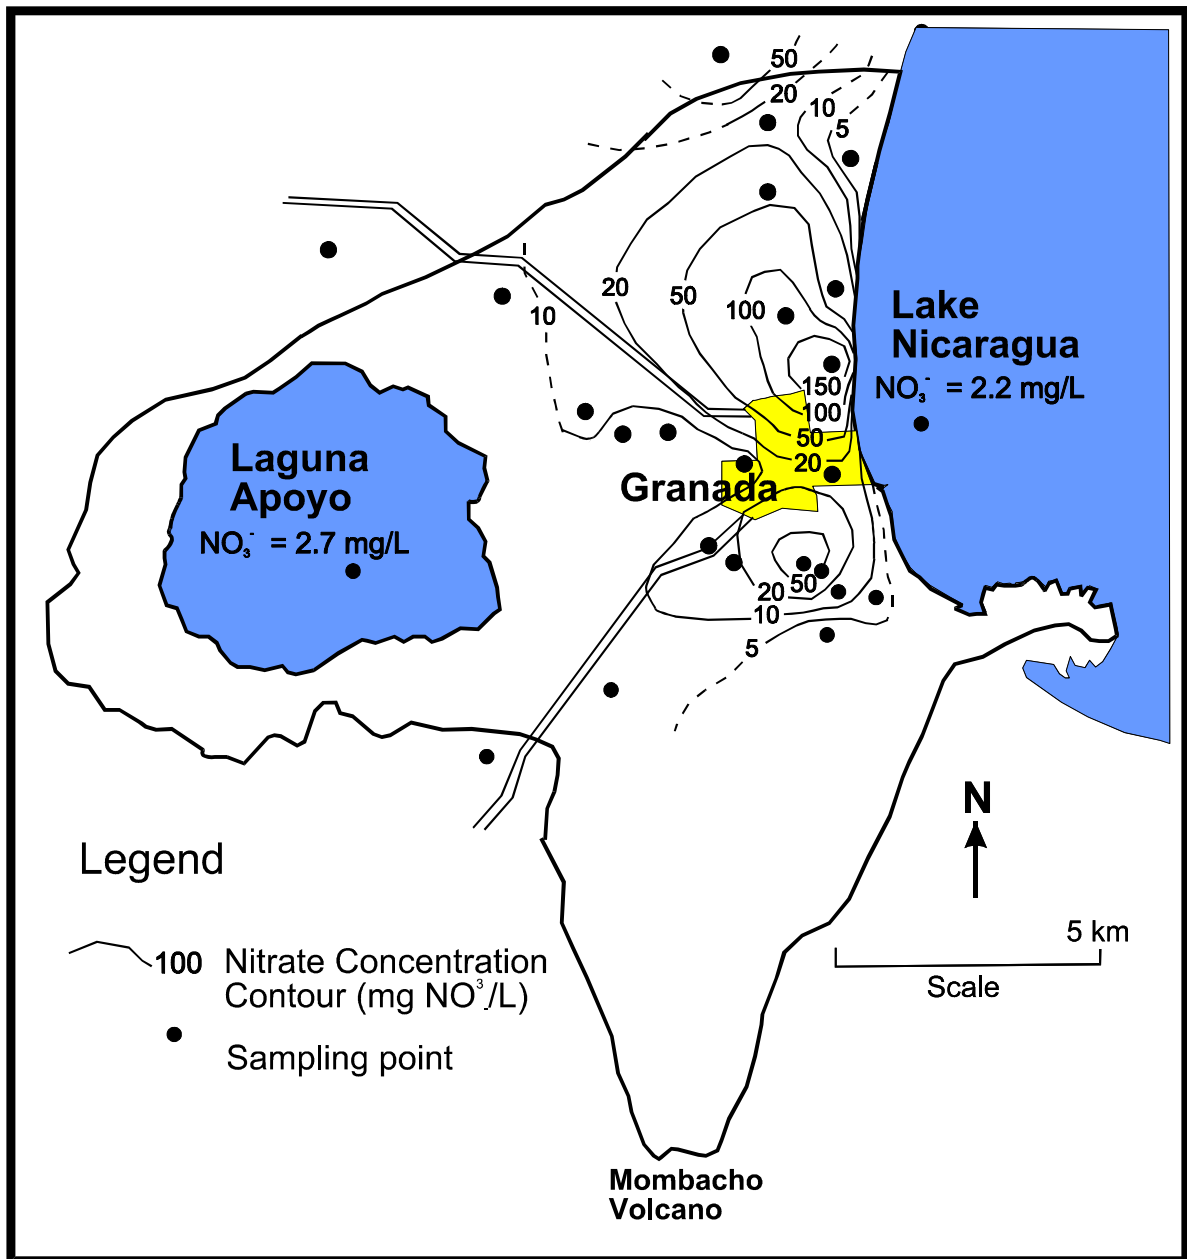 50
20
10
5
20
50
100
10
150
100
50
20
Lake
Nicaragua
NO₃⁻ = 2.2 mg/L
Laguna
Apoyo
NO₃⁻ = 2.7 mg/L
Granada
20
50
10
5
N
5 km
Scale
Legend
100 Nitrate Concentration
Contour (mg NO³₋/L)
Sampling point
Mombacho
Volcano